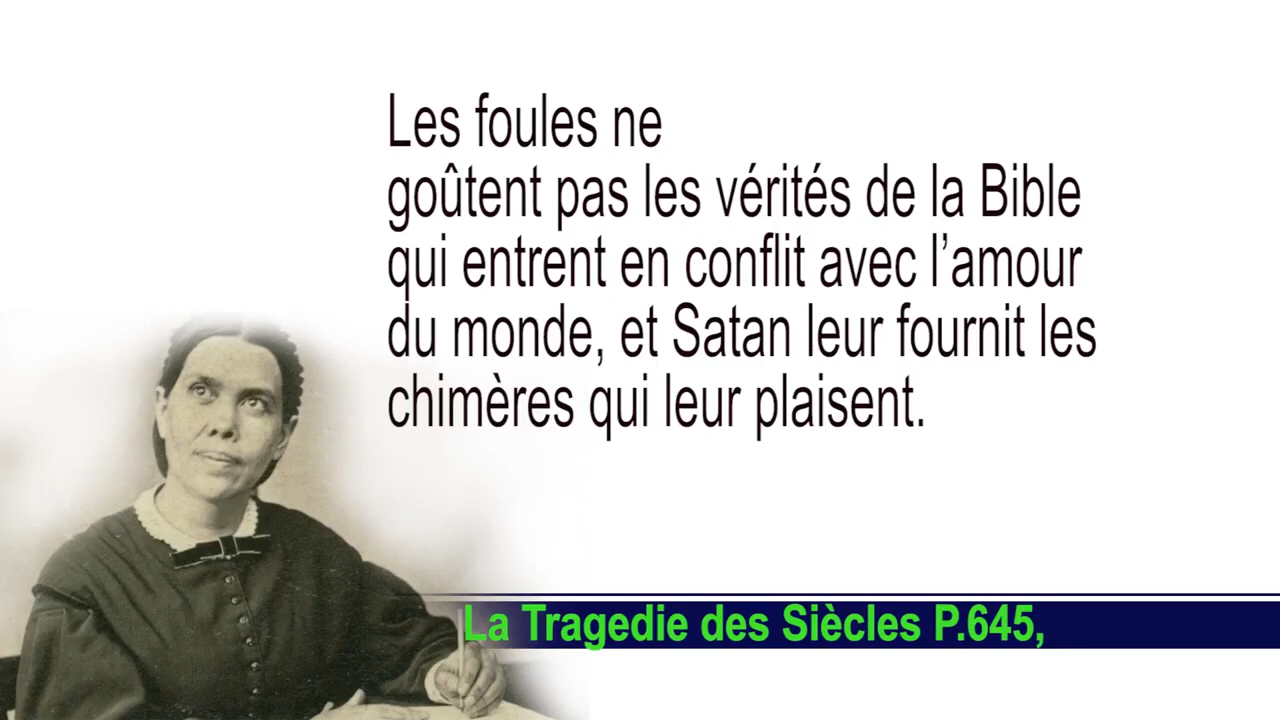 Les foules ne
goûtent pas les vérités de la Bible
qui entrent en conflit avec l’amour
du monde, et Satan leur fournit les
chimères qui leur plaisent.
La Tragedie des Siècles P.645,